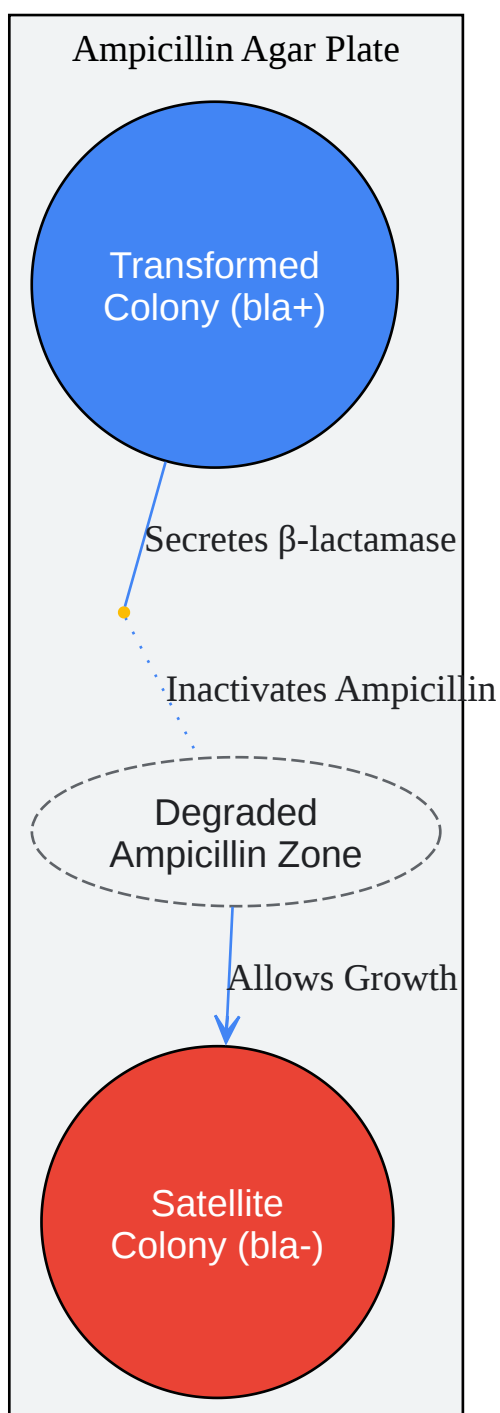 Ampicillin Agar Plate
Transformed
Colony (bla+)
Secretes β-lactamase
Inactivates Ampicillin
Degraded
Ampicillin Zone
Allows Growth
Satellite
Colony (bla-)